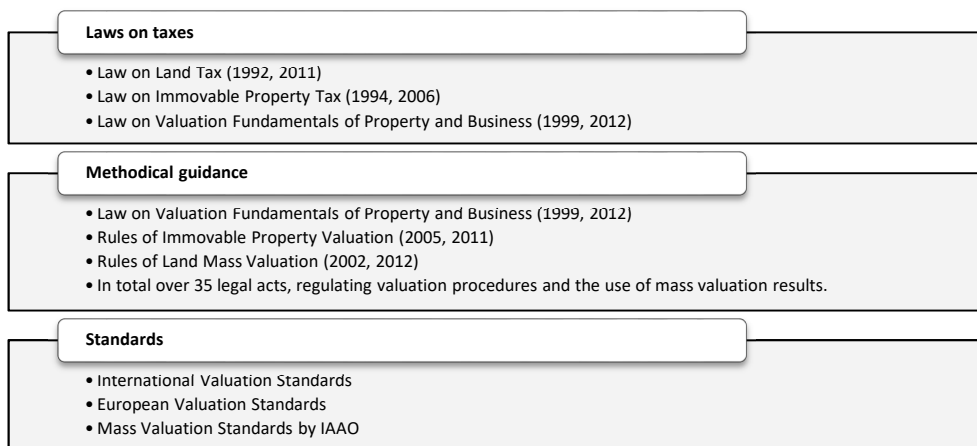 Laws on taxes
• Law on Land Tax (1992, 2011)
• Law on Immovable Property Tax (1994, 2006)
• Law on Valuation Fundamentals of Property and Business (1999, 2012)
Methodical guidance
• Law on Valuation Fundamentals of Property and Business (1999, 2012)
• Rules of Immovable Property Valuation (2005, 2011)
• Rules of Land Mass Valuation (2002, 2012)
• In total over 35 legal acts, regulating valuation procedures and the use of mass valuation results.
Standards
• International Valuation Standards
• European Valuation Standards
• Mass Valuation Standards by IAAO